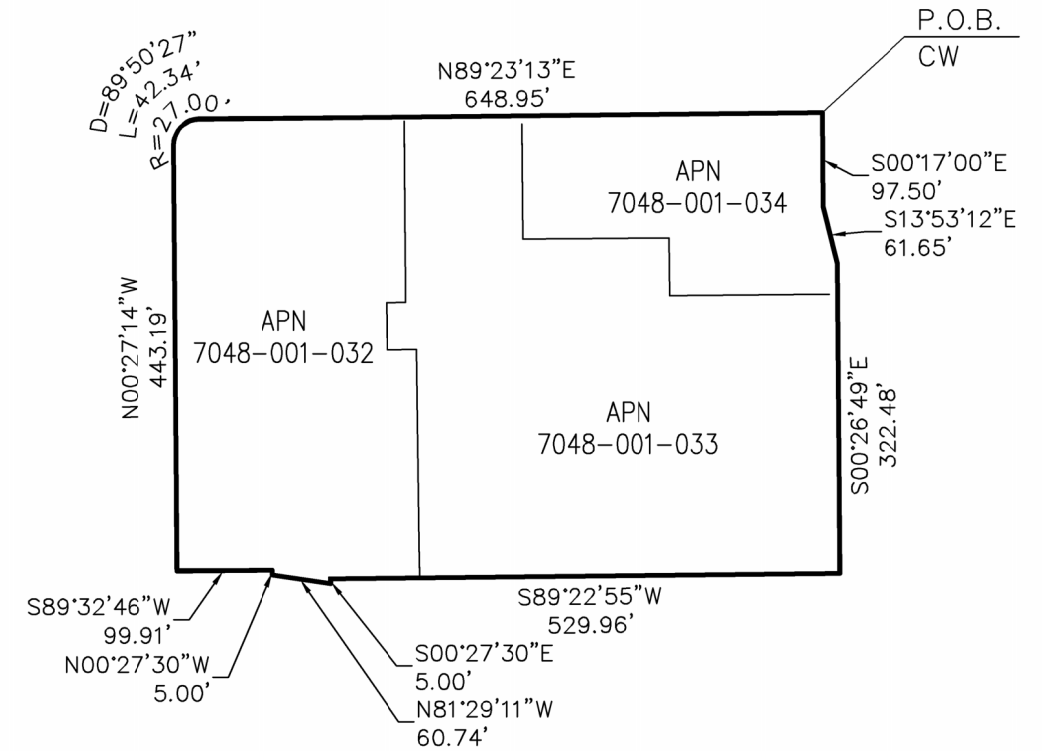 P.O.B.
CW
D=89°50'27"
L=42.34'
R=27.00'
N89°23'13"E
648.95'
S00°17'00"E
97.50'
S13°53'12"E
61.65'
APN
7048-001-034
N00°27'14"W
443.19'
APN
7048-001-032
APN
7048-001-033
S00°26'49"E
322.48'
S89°32'46"W
99.91'
N00°27'30"W
5.00'
S89°22'55"W
529.96'
S00°27'30"E
5.00'
N81°29'11"W
60.74'